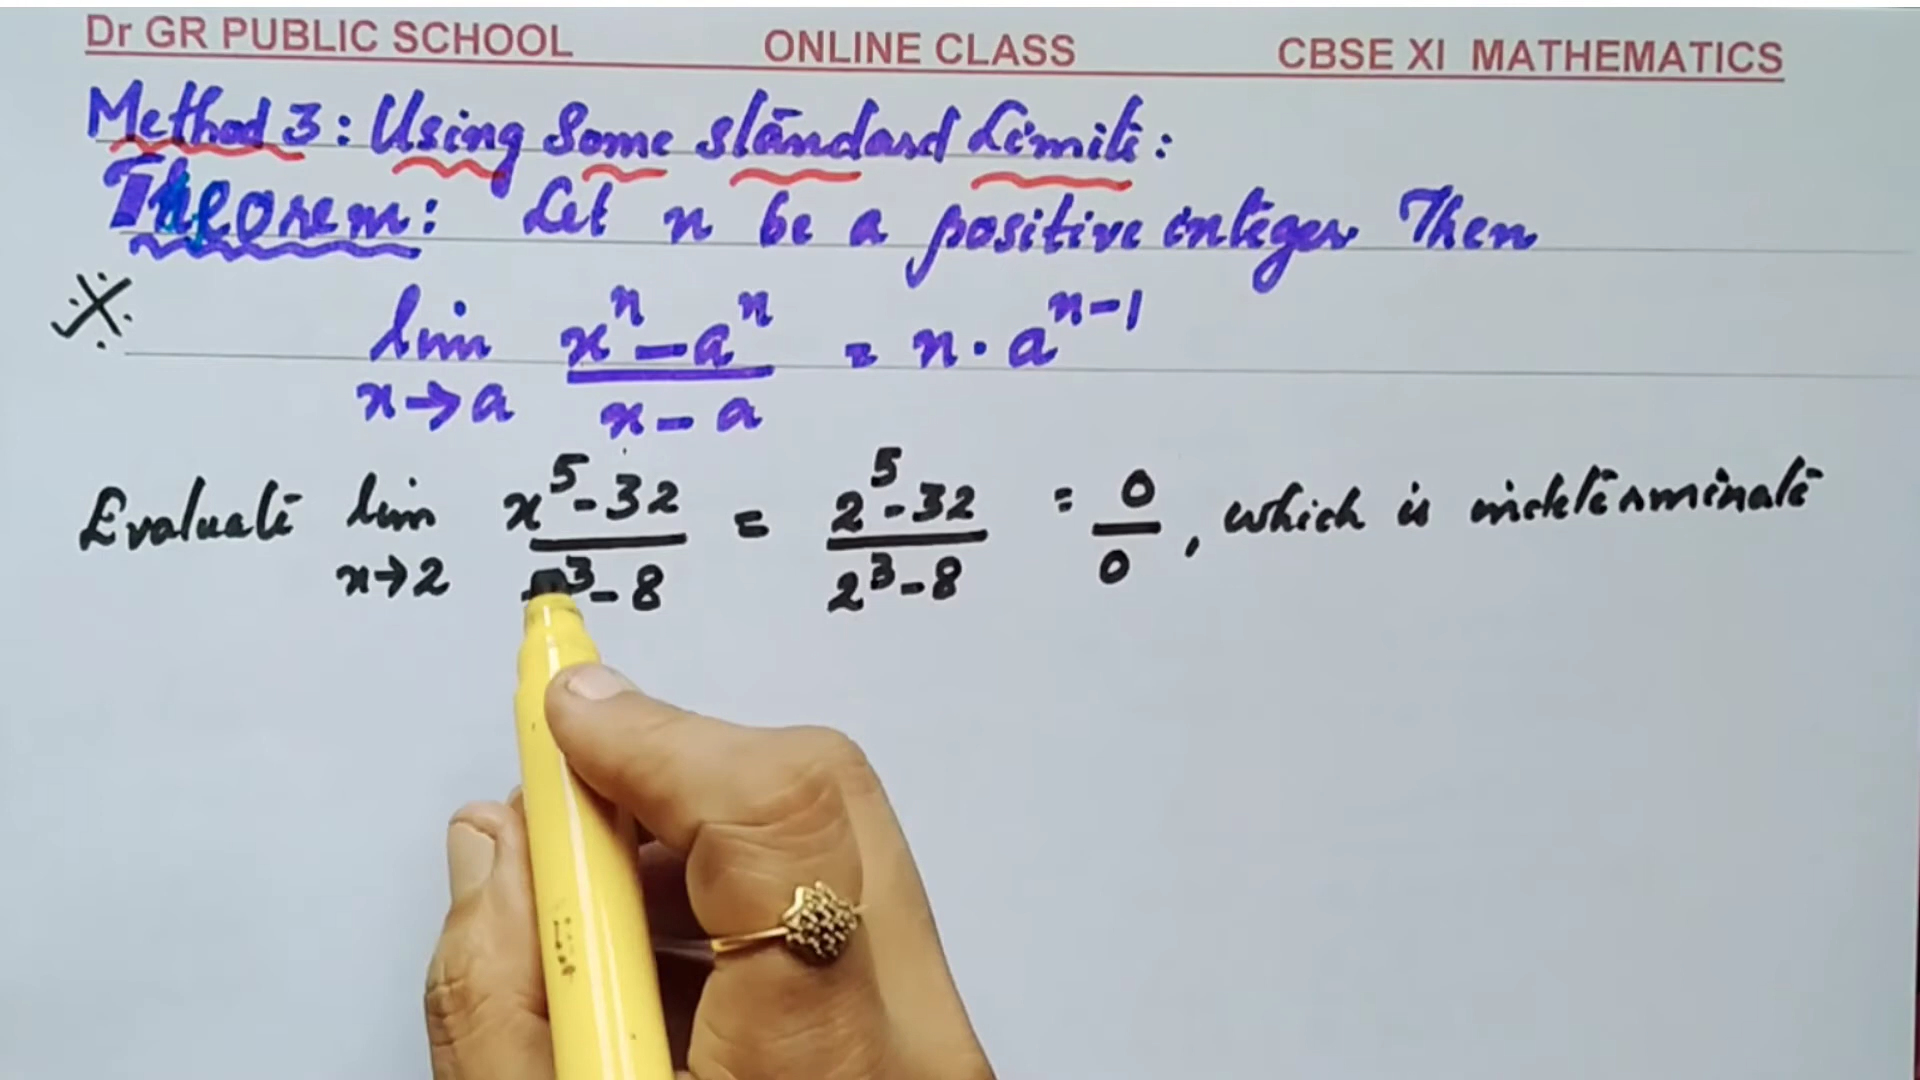 Dr GR PUBLIC SCHOOL ONLINE CLASS CBSE XI MATHEMATICS
Method 3: Using Some standard Limits:
Theorem: Let n be a positive integer. Then
lim x→a (x^n - a^n)/(x - a) = n · a^(n-1)
Evaluate lim x→2 (x^5 - 32)/(x^3 - 8) = (2^5 - 32)/(2^3 - 8) = 0/0, which is indeterminate